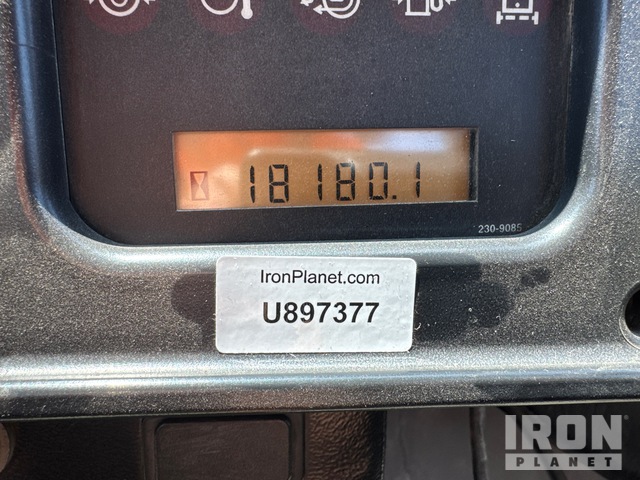 18180.1
230-9085
IronPlanet.com
U897377
IRON
PLANET